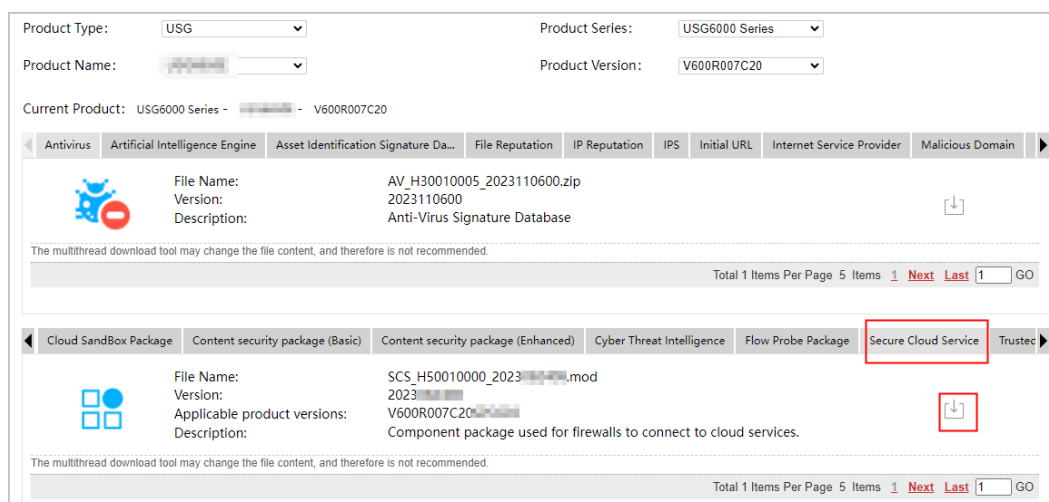 Product Type: USG Product Series: USG6000 Series
Product Name: Product Version: V600R007C20
Current Product: USG6000 Series - - V600R007C20
Antivirus Artificial Intelligence Engine Asset Identification Signature Da... File Reputation IP Reputation IPS Initial URL Internet Service Provider Malicious Domain
File Name: AV_H30010005_2023110600.zip
Version: 2023110600
Description: Anti-Virus Signature Database
The multithread download tool may change the file content, and therefore is not recommended.
Total 1 Items Per Page 5 Items 1 Next Last 1 GO
Cloud SandBox Package Content security package (Basic) Content security package (Enhanced) Cyber Threat Intelligence Flow Probe Package Secure Cloud Service Trusted
File Name: SCS_H50010000_2023 .mod
Version: 2023
Applicable product versions: V600R007C20
Description: Component package used for firewalls to connect to cloud services.
The multithread download tool may change the file content, and therefore is not recommended.
Total 1 Items Per Page 5 Items 1 Next Last 1 GO